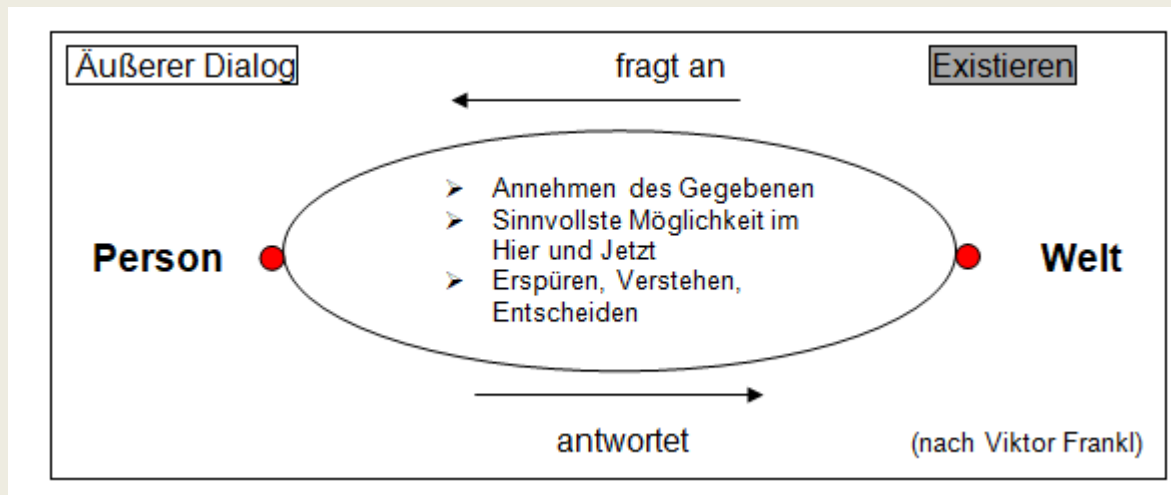 Äußerer Dialog
fragt an
Existieren
➢ Annehmen des Gegebenen
➢ Sinnvollste Möglichkeit im
Hier und Jetzt
➢ Erspüren, Verstehen,
Entscheiden
Person
Welt
antwortet
(nach Viktor Frankl)